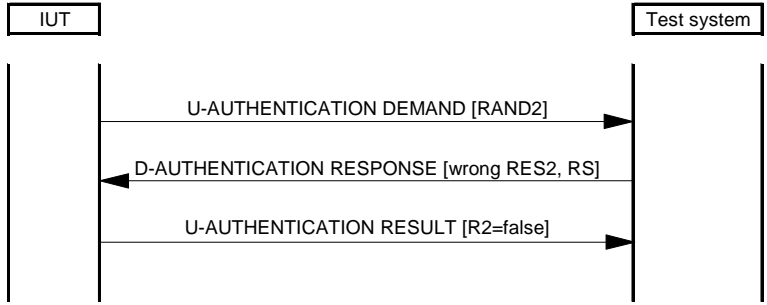 IUT
Test system
U-AUTHENTICATION DEMAND [RAND2]
D-AUTHENTICATION RESPONSE [wrong RES2, RS]
U-AUTHENTICATION RESULT [R2=false]